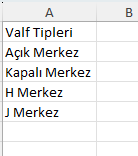 A B
Valf Tipleri
Açık Merkez
Kapalı Merkez
H Merkez
J Merkez